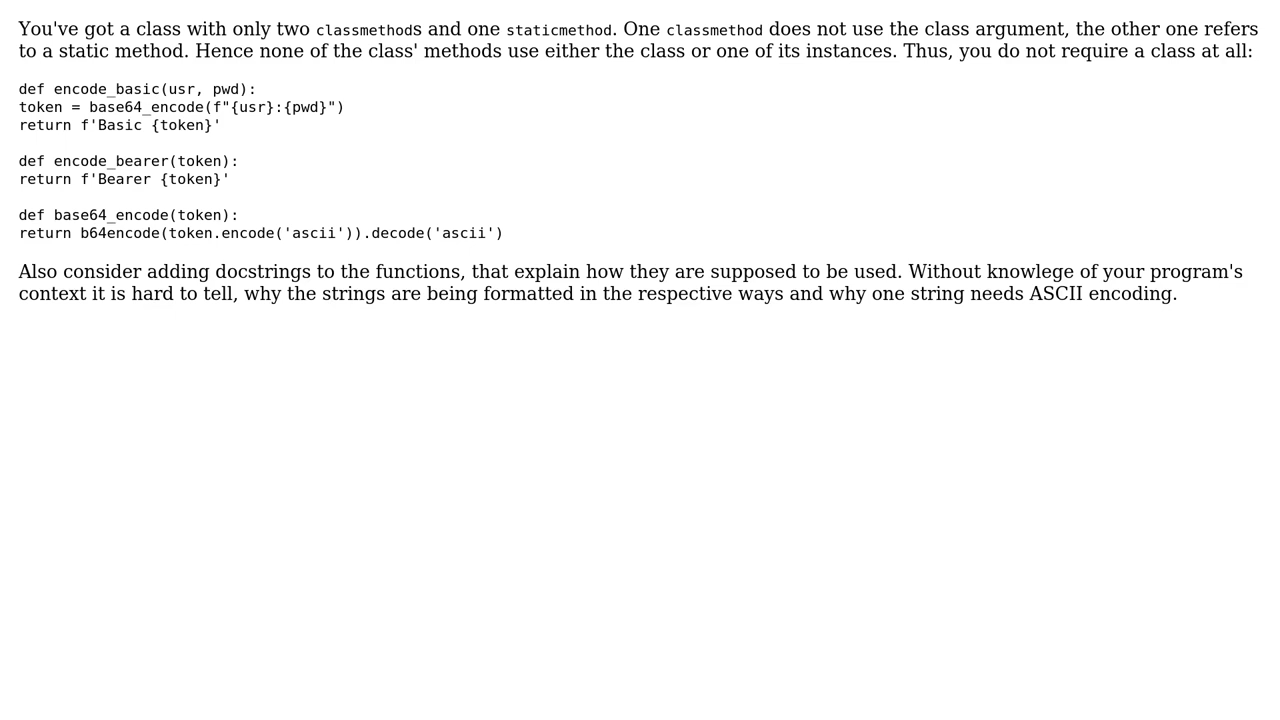 You've got a class with only two classmethods and one staticmethod. One classmethod does not use the class argument, the other one refers
to a static method. Hence none of the class' methods use either the class or one of its instances. Thus, you do not require a class at all:
def encode_basic(usr, pwd):
token = base64_encode(f"{usr}:{pwd}")
return f'Basic {token}'
def encode_bearer(token):
return f'Bearer {token}'
def base64_encode(token):
return b64encode(token.encode('ascii')).decode('ascii')
Also consider adding docstrings to the functions, that explain how they are supposed to be used. Without knowlege of your program's
context it is hard to tell, why the strings are being formatted in the respective ways and why one string needs ASCII encoding.